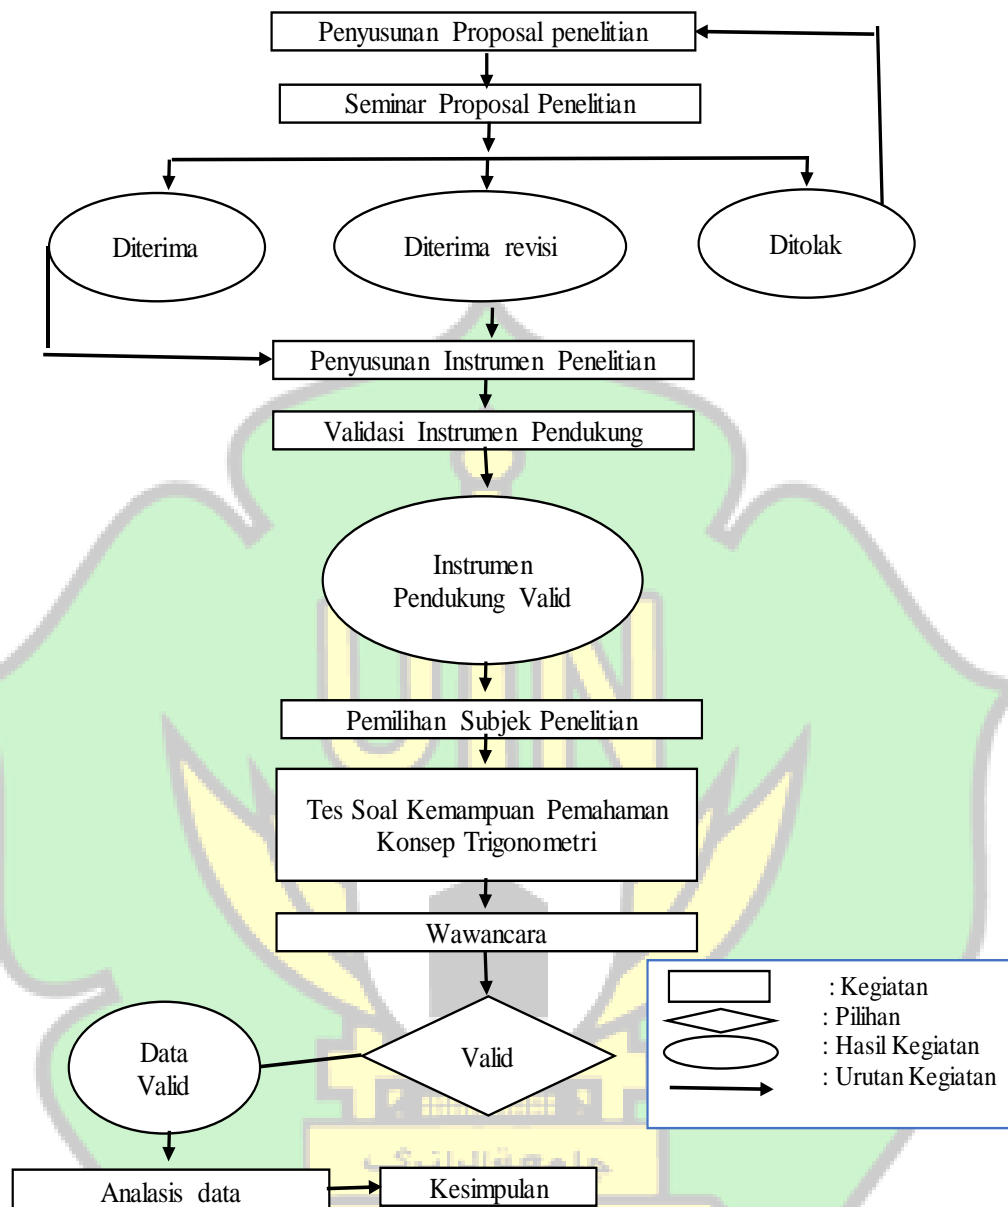 Penyusunan Proposal penelitian
Seminar Proposal Penelitian
Diterima
Diterima revisi
Ditolak
Penyusunan Instrumen Penelitian
Validasi Instrumen Pendukung
Instrumen
Pendukung Valid
UIN
Pemilihan Subjek Penelitian
Tes Soal Kemampuan Pemahaman
Konsep Trigonometri
Wawancara
: Kegiatan
: Pilihan
: Hasil Kegiatan
: Urutan Kegiatan
Data
Valid
Valid
Analasis data
Kesimpulan